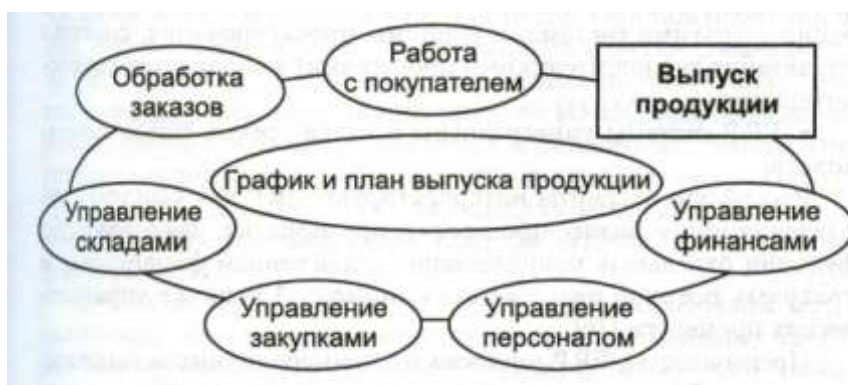 Работа
с покупателем
Обработка
заказов
Выпуск
продукции
График и план выпуска продукции
Управление
складами
Управление
финансами
Управление
закупками
Управление
персоналом